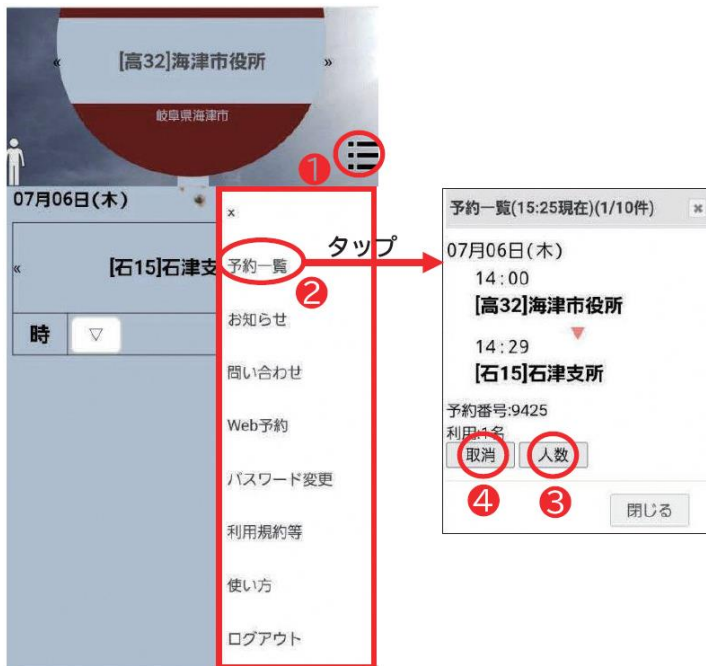 « [高32]海津市役所 »
岐阜県海津市
❶
07月06日(木)
« [石15]石津支
時 ▽
x
予約一覧
❷
タップ
お知らせ
問い合わせ
Web予約
パスワード変更
利用規約等
使い方
ログアウト
予約一覧(15:25現在)(1/10件) ×
07月06日(木)
14:00
[高32]海津市役所
▼
14:29
[石15]石津支所
予約番号:9425
利用:1名
取消 人数
❹ ❸
閉じる